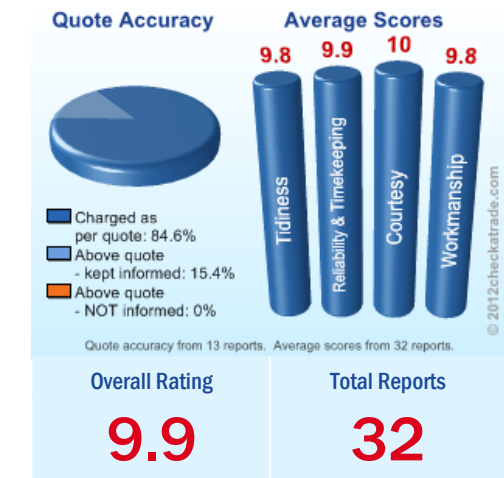 Quote Accuracy
Average Scores
9.8
9.9
10
9.8
Tidiness
Reliability & Timekeeping
Courtesy
Workmanship
Charged as
per quote: 84.6%
Above quote
- kept informed: 15.4%
Above quote
- NOT informed: 0%
© 2012checkatrade.com
Quote accuracy from 13 reports. Average scores from 32 reports.
Overall Rating
9.9
Total Reports
32